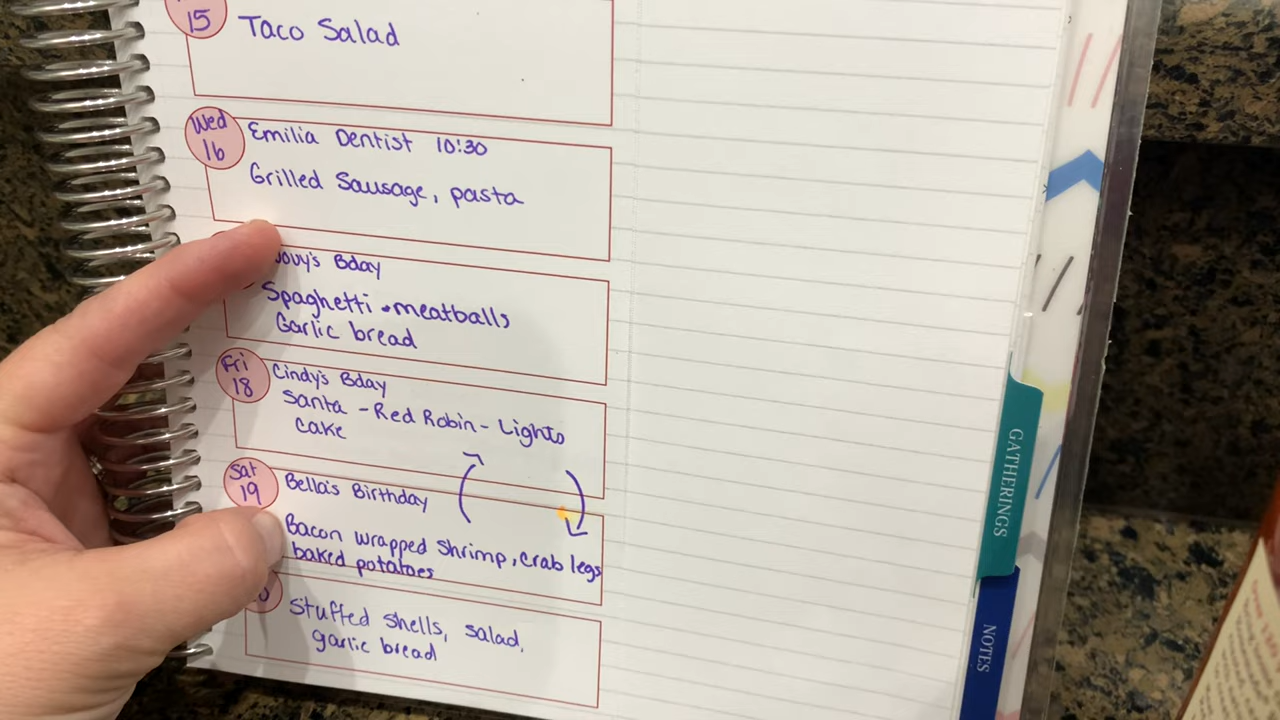 15
Taco Salad
Wed
16
Emilia Dentist 10:30
Grilled Sausage, pasta
Jovy's Bday
Spaghetti meatballs
Garlic bread
Fri
18
Cindy's Bday
Santa - Red Robin - Lights
cake
Sat
19
Bella's Birthday
Bacon wrapped Shrimp, crab legs
baked potatoes
Stuffed Shells, salad,
garlic bread
GATHERINGS
NOTES